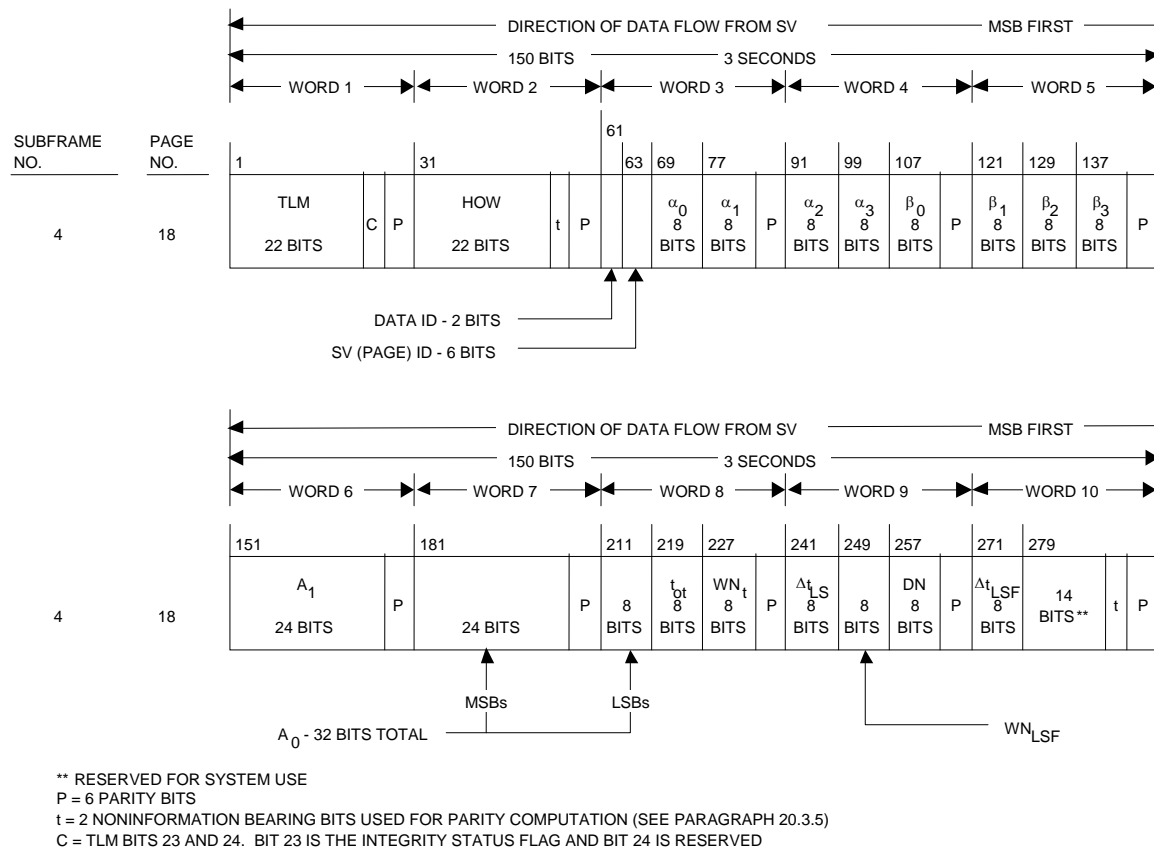 DIRECTION OF DATA FLOW FROM SV MSB FIRST
150 BITS 3 SECONDS
WORD 1 WORD 2 WORD 3 WORD 4 WORD 5
SUBFRAME NO. PAGE NO.
1 31 61 63 69 77 91 99 107 121 129 137
4 18
TLM 22 BITS C P
HOW 22 BITS t P
α0 8 BITS α1 8 BITS P
α2 8 BITS α3 8 BITS β0 8 BITS P
β1 8 BITS β2 8 BITS β3 8 BITS P
DATA ID - 2 BITS
SV (PAGE) ID - 6 BITS
DIRECTION OF DATA FLOW FROM SV MSB FIRST
150 BITS 3 SECONDS
WORD 6 WORD 7 WORD 8 WORD 9 WORD 10
151 181 211 219 227 241 249 257 271 279
4 18
A1 24 BITS P
24 BITS P
8 BITS tot 8 BITS WNt 8 BITS P
ΔtLS 8 BITS 8 BITS DN 8 BITS P
ΔtLSF 8 BITS 14 BITS** t P
MSBs LSBs
A0 - 32 BITS TOTAL
WNLSF
** RESERVED FOR SYSTEM USE
P = 6 PARITY BITS
t = 2 NONINFORMATION BEARING BITS USED FOR PARITY COMPUTATION (SEE PARAGRAPH 20.3.5)
C = TLM BITS 23 AND 24. BIT 23 IS THE INTEGRITY STATUS FLAG AND BIT 24 IS RESERVED